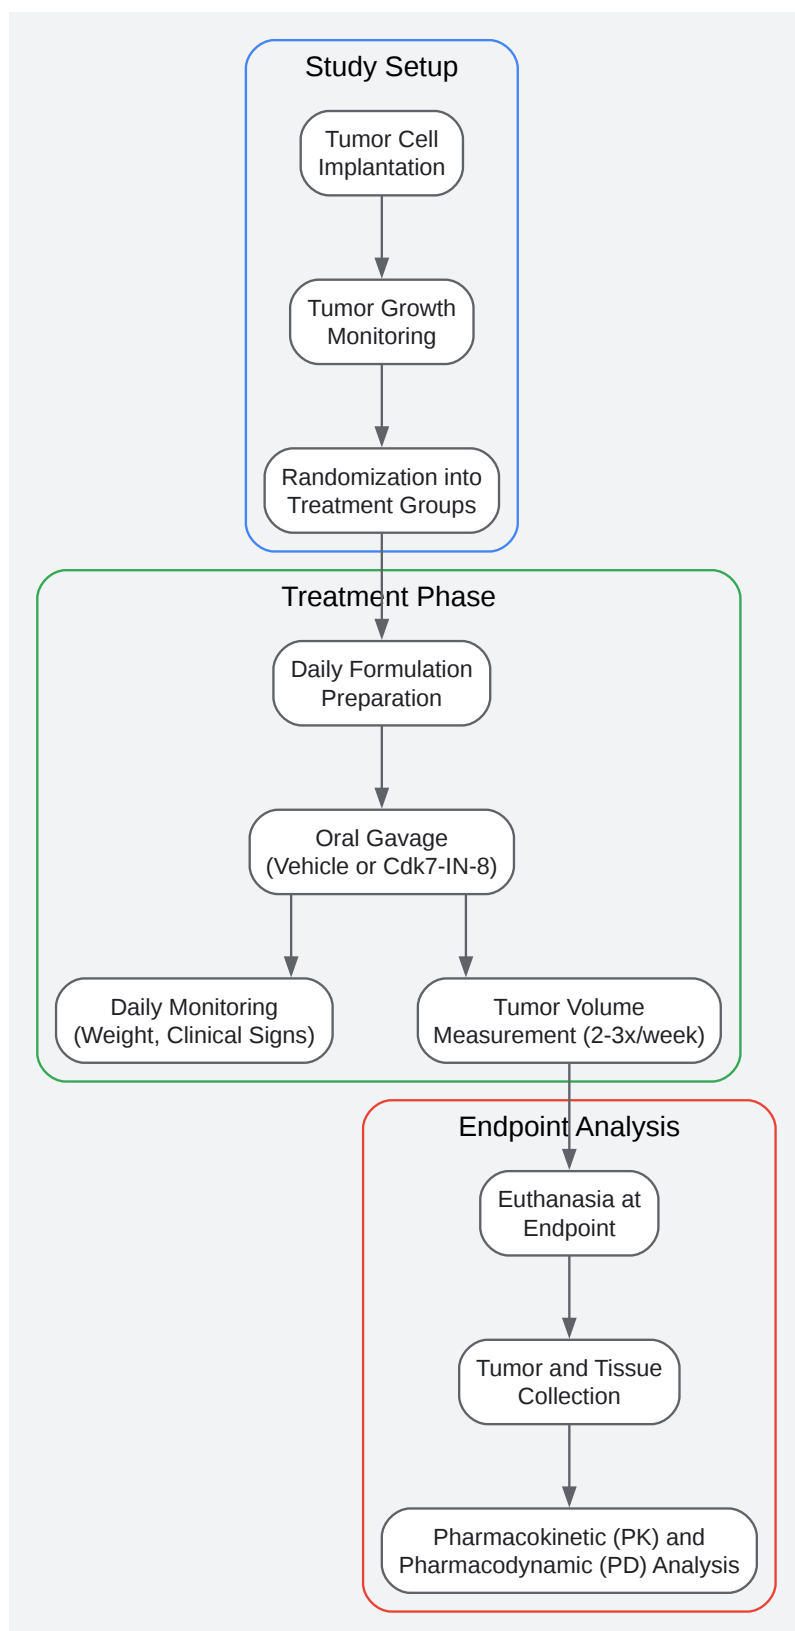 Study Setup
Tumor Cell
Implantation
Tumor Growth
Monitoring
Randomization into
Treatment Groups
Treatment Phase
Daily Formulation
Preparation
Oral Gavage
(Vehicle or Cdk7-IN-8)
Daily Monitoring
(Weight, Clinical Signs)
Tumor Volume
Measurement (2-3x/week)
Endpoint Analysis
Euthanasia at
Endpoint
Tumor and Tissue
Collection
Pharmacokinetic (PK) and
Pharmacodynamic (PD) Analysis